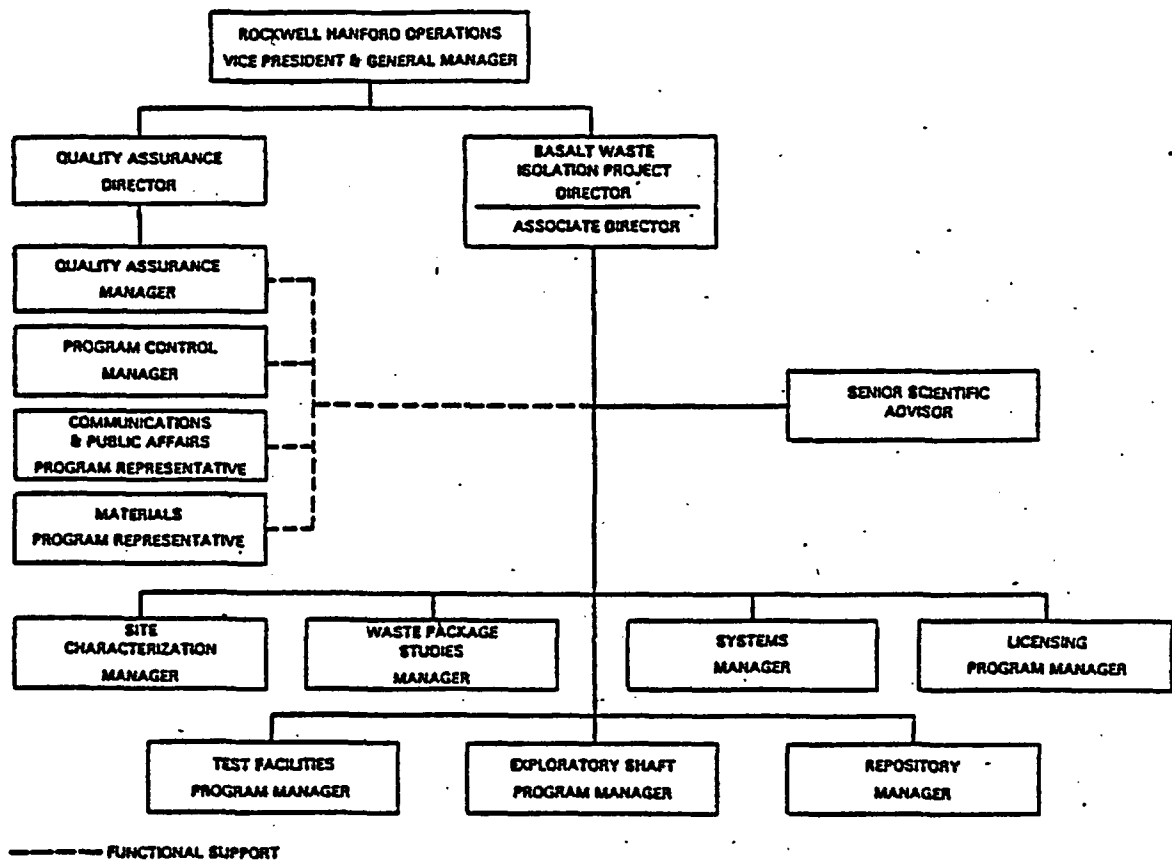 ROCKWELL HANFORD OPERATIONS
VICE PRESIDENT & GENERAL MANAGER
QUALITY ASSURANCE
DIRECTOR
BASALT WASTE
ISOLATION PROJECT
DIRECTOR
ASSOCIATE DIRECTOR
QUALITY ASSURANCE
MANAGER
PROGRAM CONTROL
MANAGER
COMMUNICATIONS
& PUBLIC AFFAIRS
PROGRAM REPRESENTATIVE
MATERIALS
PROGRAM REPRESENTATIVE
SENIOR SCIENTIFIC
ADVISOR
SITE
CHARACTERIZATION
MANAGER
WASTE PACKAGE
STUDIES
MANAGER
SYSTEMS
MANAGER
LICENSING
PROGRAM MANAGER
TEST FACILITIES
PROGRAM MANAGER
EXPLORATORY SHAFT
PROGRAM MANAGER
REPOSITORY
MANAGER
FUNCTIONAL SUPPORT